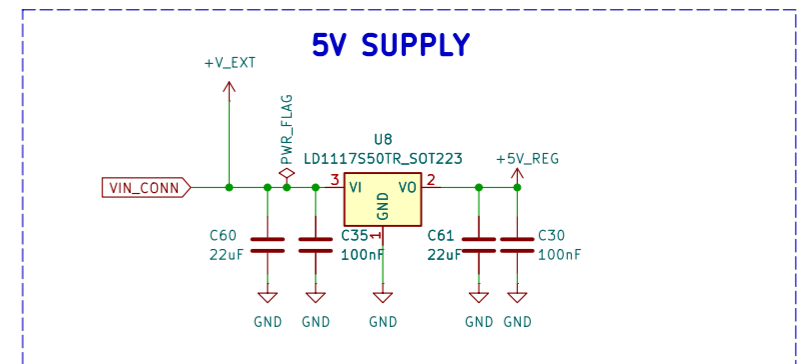 5V SUPPLY
+V_EXT
PWR_FLAG
U8
LD1117S50TR_SOT223
+5V_REG
VIN_CONN
3
VI
VO
2
GND
1
C60
22uF
C35
100nF
C61
22uF
C30
100nF
GND
GND
GND
GND
GND